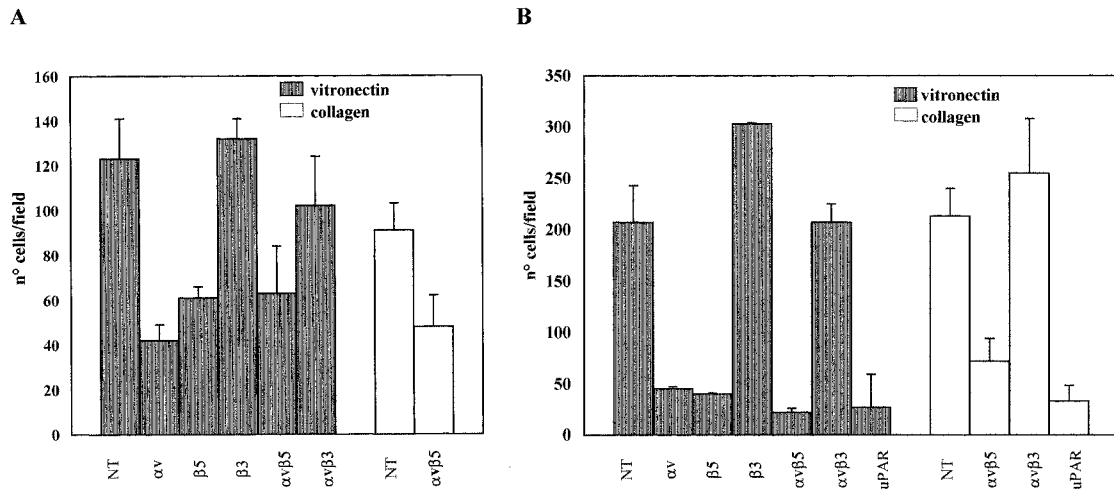 A
B
160
140
120
100
80
60
40
20
0
n° cells/field
vitronectin
collagen
NT
αv
β5
β3
αvβ5
αvβ3
NT
αvβ5
350
300
250
200
150
100
50
0
n° cells/field
vitronectin
collagen
NT
αv
β5
β3
αvβ5
αvβ3
uPAR
NT
αvβ5
αvβ3
uPAR